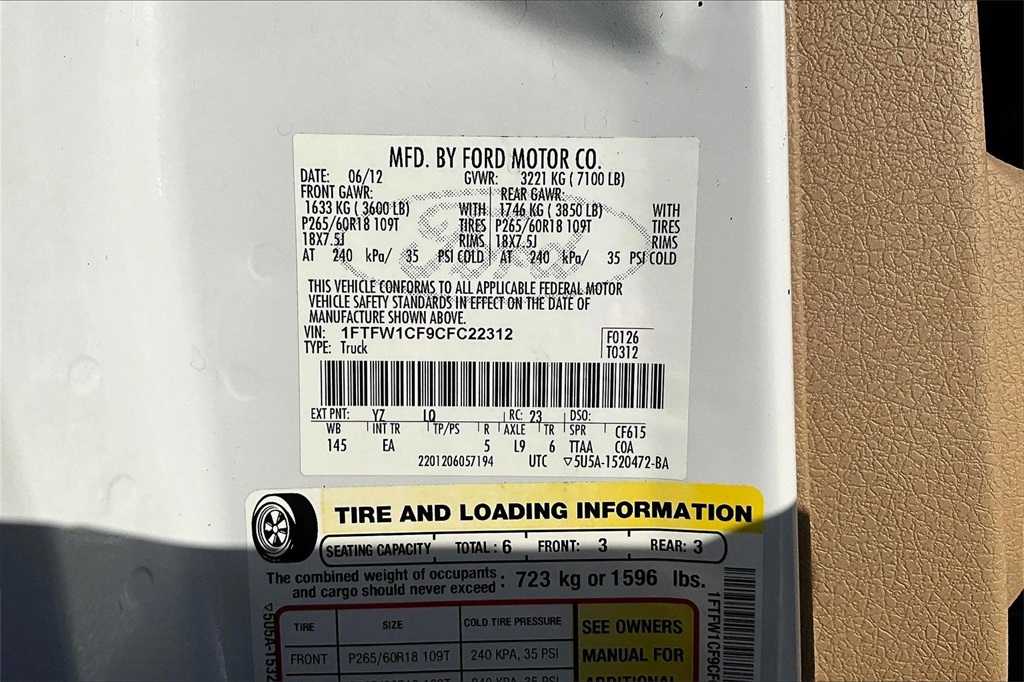 MFD. BY FORD MOTOR CO.
DATE: 06/12 GVWR: 3221 KG ( 7100 LB)
FRONT GAWR: REAR GAWR:
1633 KG ( 3600 LB) WITH 1746 KG ( 3850 LB) WITH
P265/60R18 109T TIRES P265/60R18 109T TIRES
18X7.5J RIMS 18X7.5J RIMS
AT 240 kPa/ 35 PSI COLD AT 240 kPa/ 35 PSI COLD
Ford
THIS VEHICLE CONFORMS TO ALL APPLICABLE FEDERAL MOTOR
VEHICLE SAFETY STANDARDS IN EFFECT ON THE DATE OF
MANUFACTURE SHOWN ABOVE.
VIN: 1FTFW1CF9CFC22312 F0126
TYPE: Truck T0312
EXT PNT: YZ LQ RC: 23 DSO:
WB INT TR TP/PS R AXLE TR SPR CF615
145 EA 5 L9 6 TTAA COA
2201206057194 UTC ▽5U5A-1520472-BA
TIRE AND LOADING INFORMATION
SEATING CAPACITY TOTAL : 6 FRONT: 3 REAR: 3
The combined weight of occupants
and cargo should never exceed : 723 kg or 1596 lbs.
TIRE SIZE COLD TIRE PRESSURE SEE OWNERS
FRONT P265/60R18 109T 240 KPA, 35 PSI MANUAL FOR
ADDITIONAL
▽5U5A-1532
1FTFW1CF9CF